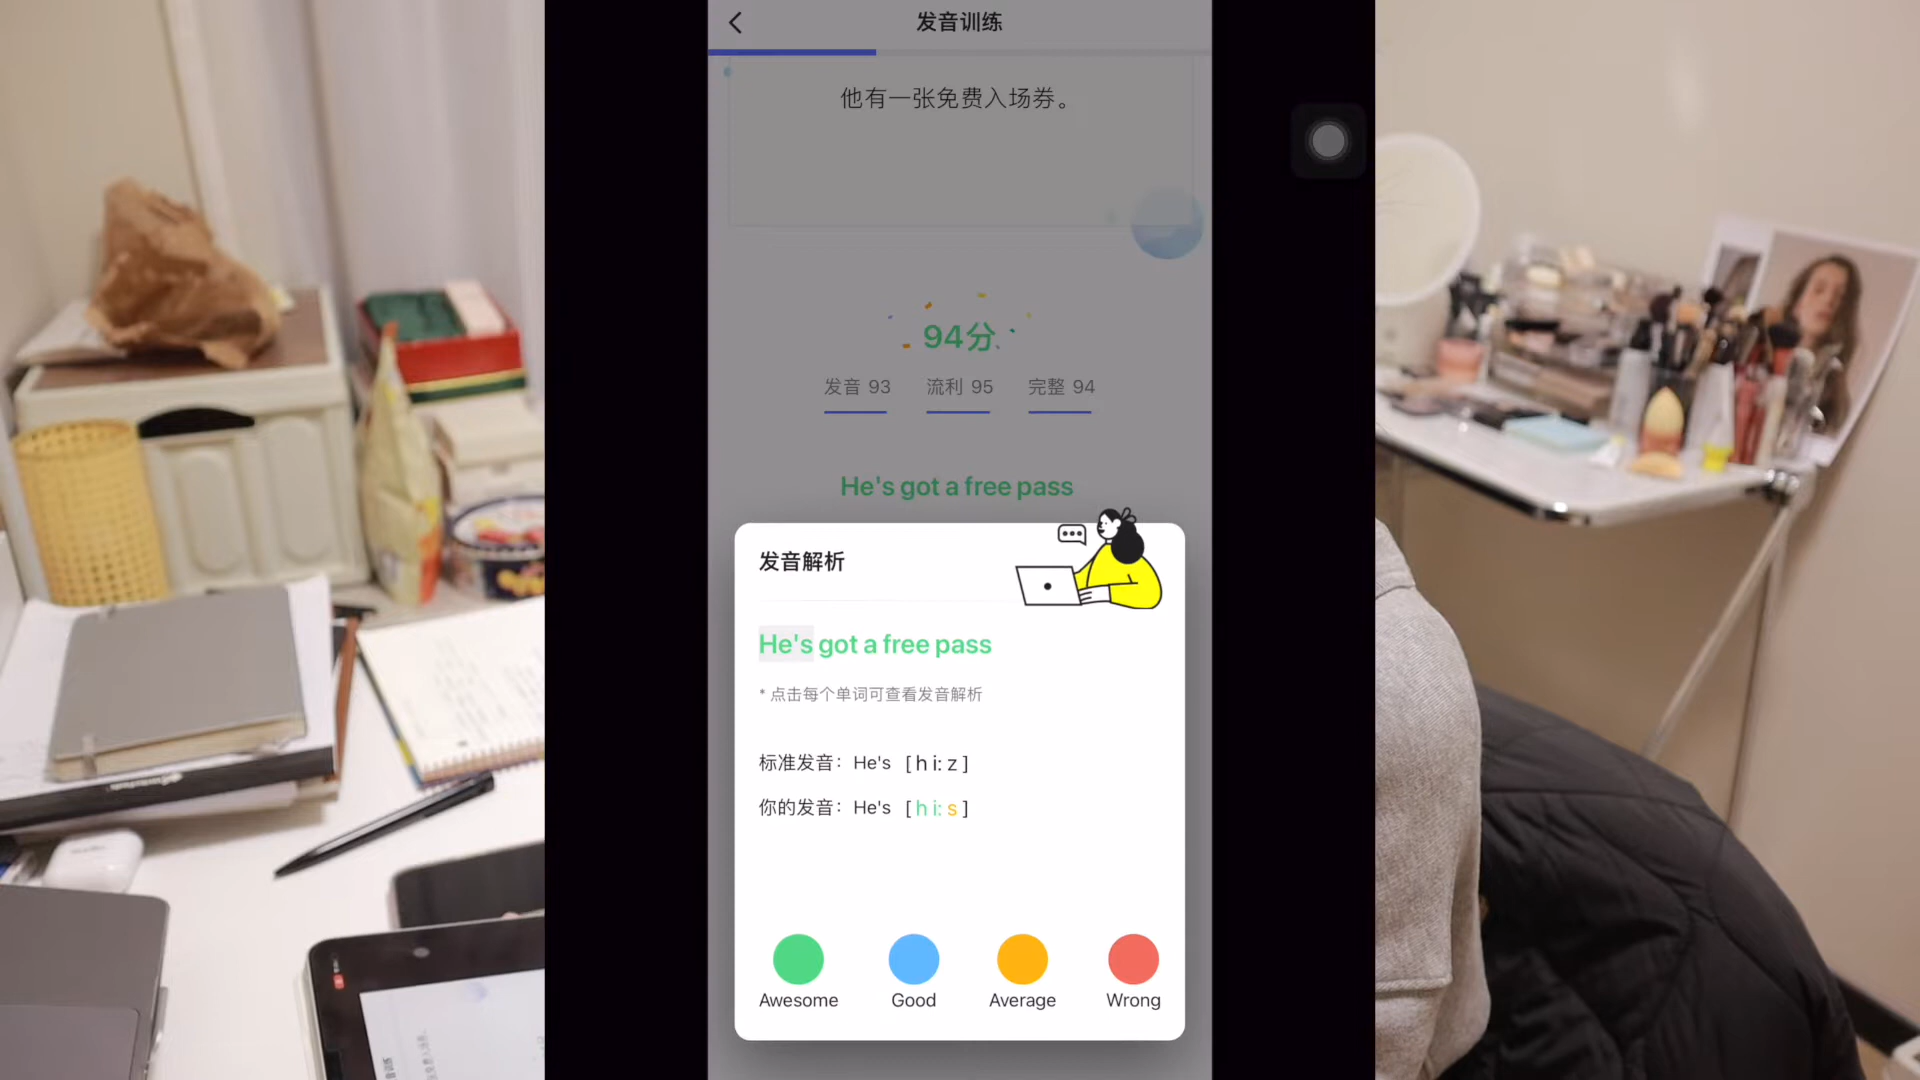 发音训练
他有一张免费入场券。
94分
发音 93 流利 95 完整 94
He's got a free pass
发音解析
He's got a free pass
* 点击每个单词可查看发音解析
标准发音: He's [ h i: z ]
你的发音: He's [ h i: s ]
Awesome Good Average Wrong